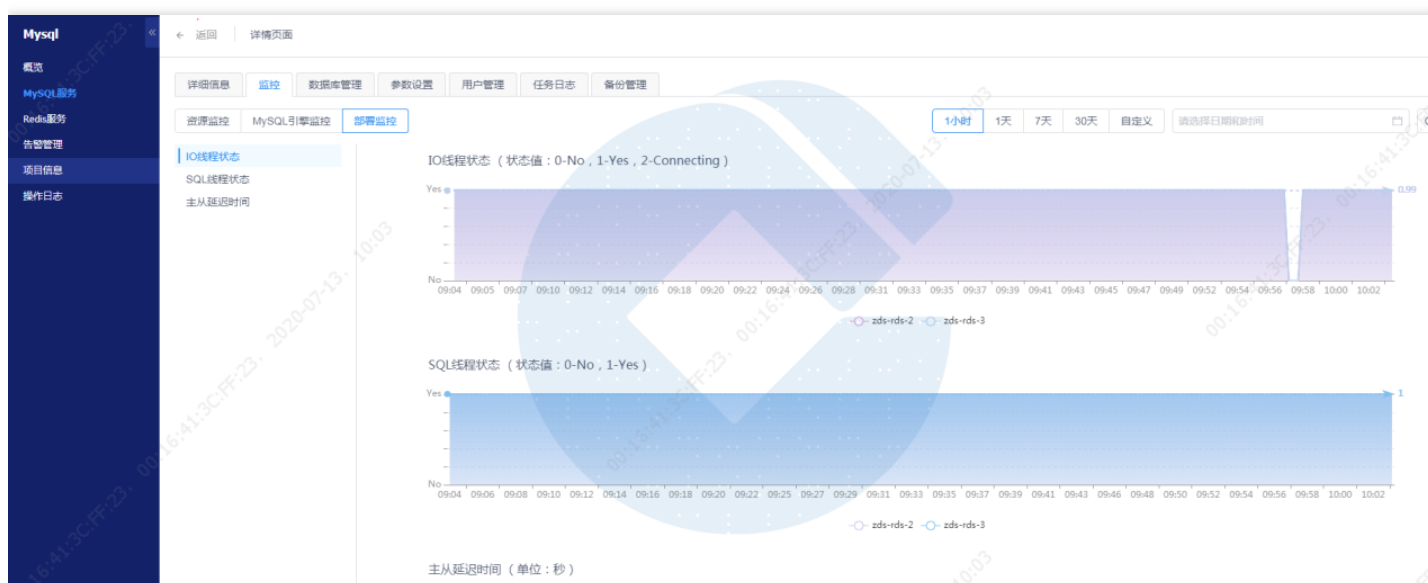 Mysql
«
← 返回 详情页面
概览
MySQL服务
Redis服务
告警管理
项目信息
操作日志
详细信息 监控 数据库管理 参数设置 用户管理 任务日志 备份管理
资源监控 MySQL引擎监控 部署监控
1小时 1天 7天 30天 自定义 请选择日期和时间
IO线程状态
SQL线程状态
主从延迟时间
IO线程状态（状态值：0-No，1-Yes，2-Connecting）
Yes
0.99
No
09:04 09:05 09:07 09:10 09:12 09:14 09:16 09:18 09:20 09:22 09:24 09:26 09:28 09:31 09:33 09:35 09:37 09:39 09:41 09:43 09:45 09:47 09:49 09:52 09:54 09:56 09:58 10:00 10:02
zds-rds-2 zds-rds-3
SQL线程状态（状态值：0-No，1-Yes）
Yes
1
No
09:04 09:06 09:08 09:10 09:12 09:14 09:16 09:18 09:20 09:22 09:25 09:27 09:29 09:31 09:33 09:35 09:37 09:39 09:41 09:43 09:46 09:48 09:50 09:52 09:54 09:56 09:58 10:00 10:02
zds-rds-2 zds-rds-3
主从延迟时间（单位：秒）
00:16:41:3C:FF:23, 2020-07-13, 10:03